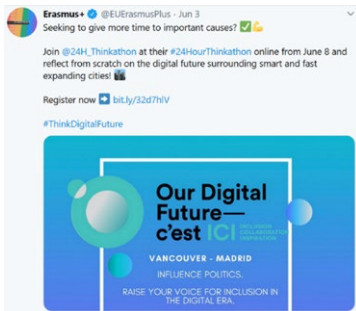 Erasmus+ @EUErasmusPlus · Jun 3
Seeking to give more time to important causes?
Join @24H_Thinkathon at their #24HourThinkathon online from June 8 and
reflect from scratch on the digital future surrounding smart and fast
expanding cities!
Register now bit.ly/32d7hIV
#ThinkDigitalFuture
Our Digital
Future—
c'est ICI
INCLUSION
COLLABORATIVE
INSPIRATION
VANCOUVER - MADRID
INFLUENCE POLITICS.
RAISE YOUR VOICE FOR INCLUSION IN
THE DIGITAL ERA.